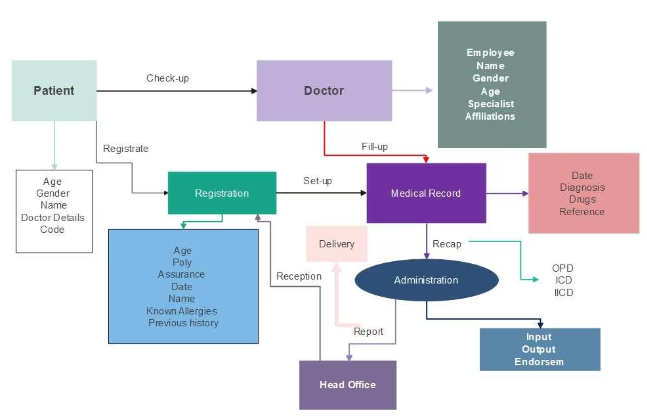 Employee
Name
Gender
Age
Specialist
Affiliations
Patient
Check-up
Doctor
Registrate
Fill-up
Age
Gender
Name
Doctor Details
Code
Registration
Set-up
Medical Record
Date
Diagnosis
Drugs
Reference
Age
Poly
Assurance
Date
Name
Known Allergies
Previous history
Delivery
Recap
Reception
Administration
OPD
ICD
IICD
Report
Input
Output
Endorsem
Head Office